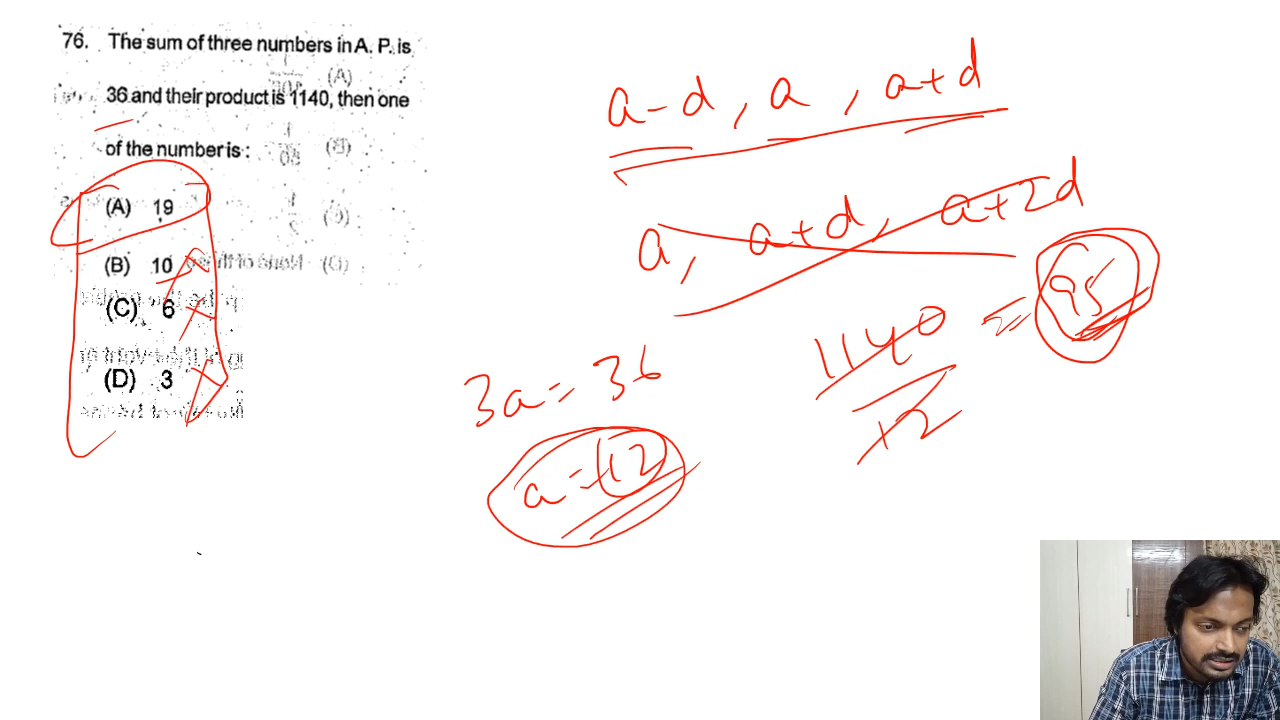 76. The sum of three numbers in A. P. is
36 and their product is 1140, then one
of the number is :
(A) 19
(B) 10
(C) 6
(D) 3
a-d, a, a+d
a, a+d, a+2d
1140 = 95
12
3a = 36
a = 12